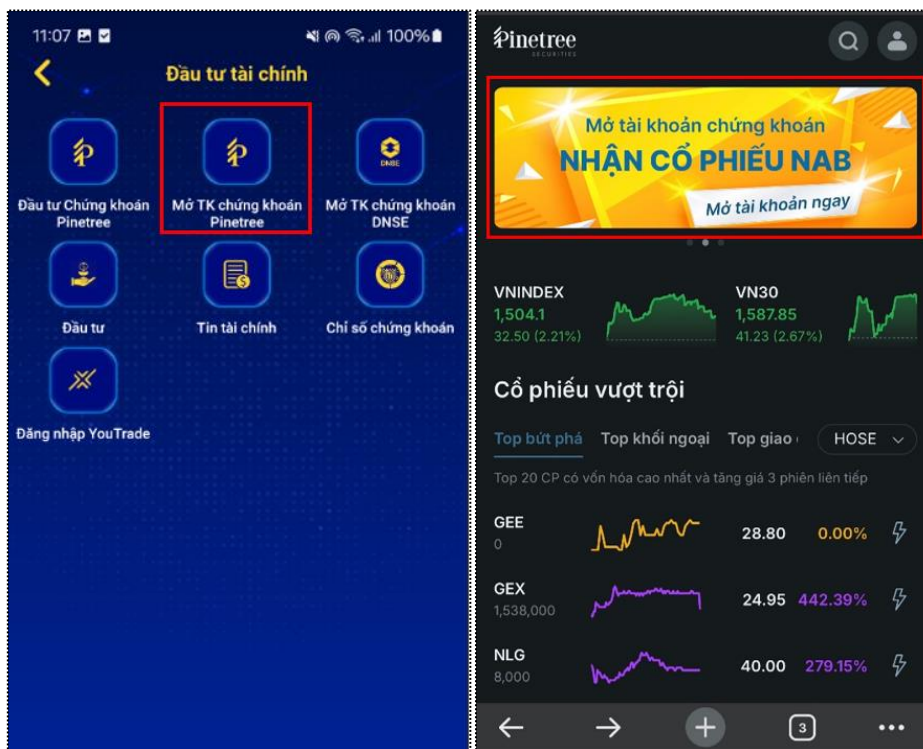 11:07
100%
Đầu tư tài chính
DNSE
Đầu tư Chứng khoán
Pinetree
Mở TK chứng khoán
Pinetree
Mở TK chứng khoán
DNSE
Đầu tư
Tin tài chính
Chỉ số chứng khoán
Đăng nhập YouTrade
Pinetree
SECURITIES
Mở tài khoản chứng khoán
NHẬN CỔ PHIẾU NAB
Mở tài khoản ngay
VNINDEX
1,504.1
32.50 (2.21%)
VN30
1,587.85
41.23 (2.67%)
Cổ phiếu vượt trội
Top bứt phá Top khối ngoại Top giao HOSE
Top 20 CP có vốn hóa cao nhất và tăng giá 3 phiên liên tiếp
GEE
0
28.80 0.00%
GEX
1,538,000
24.95 442.39%
NLG
8,000
40.00 279.15%
3